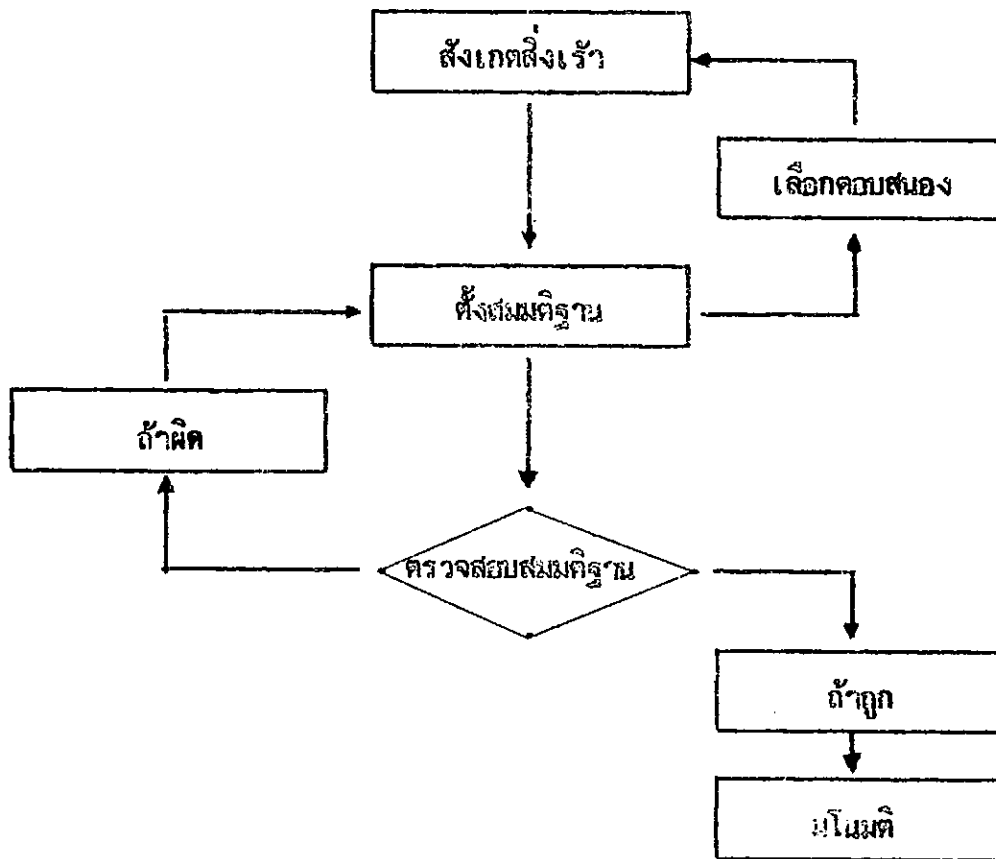 สังเกตสิ่งเร้า
เลือกตอบสนอง
ตั้งสมมติฐาน
ถ้าผิด
ตรวจสอบสมมติฐาน
ถ้าถูก
มโนมติ